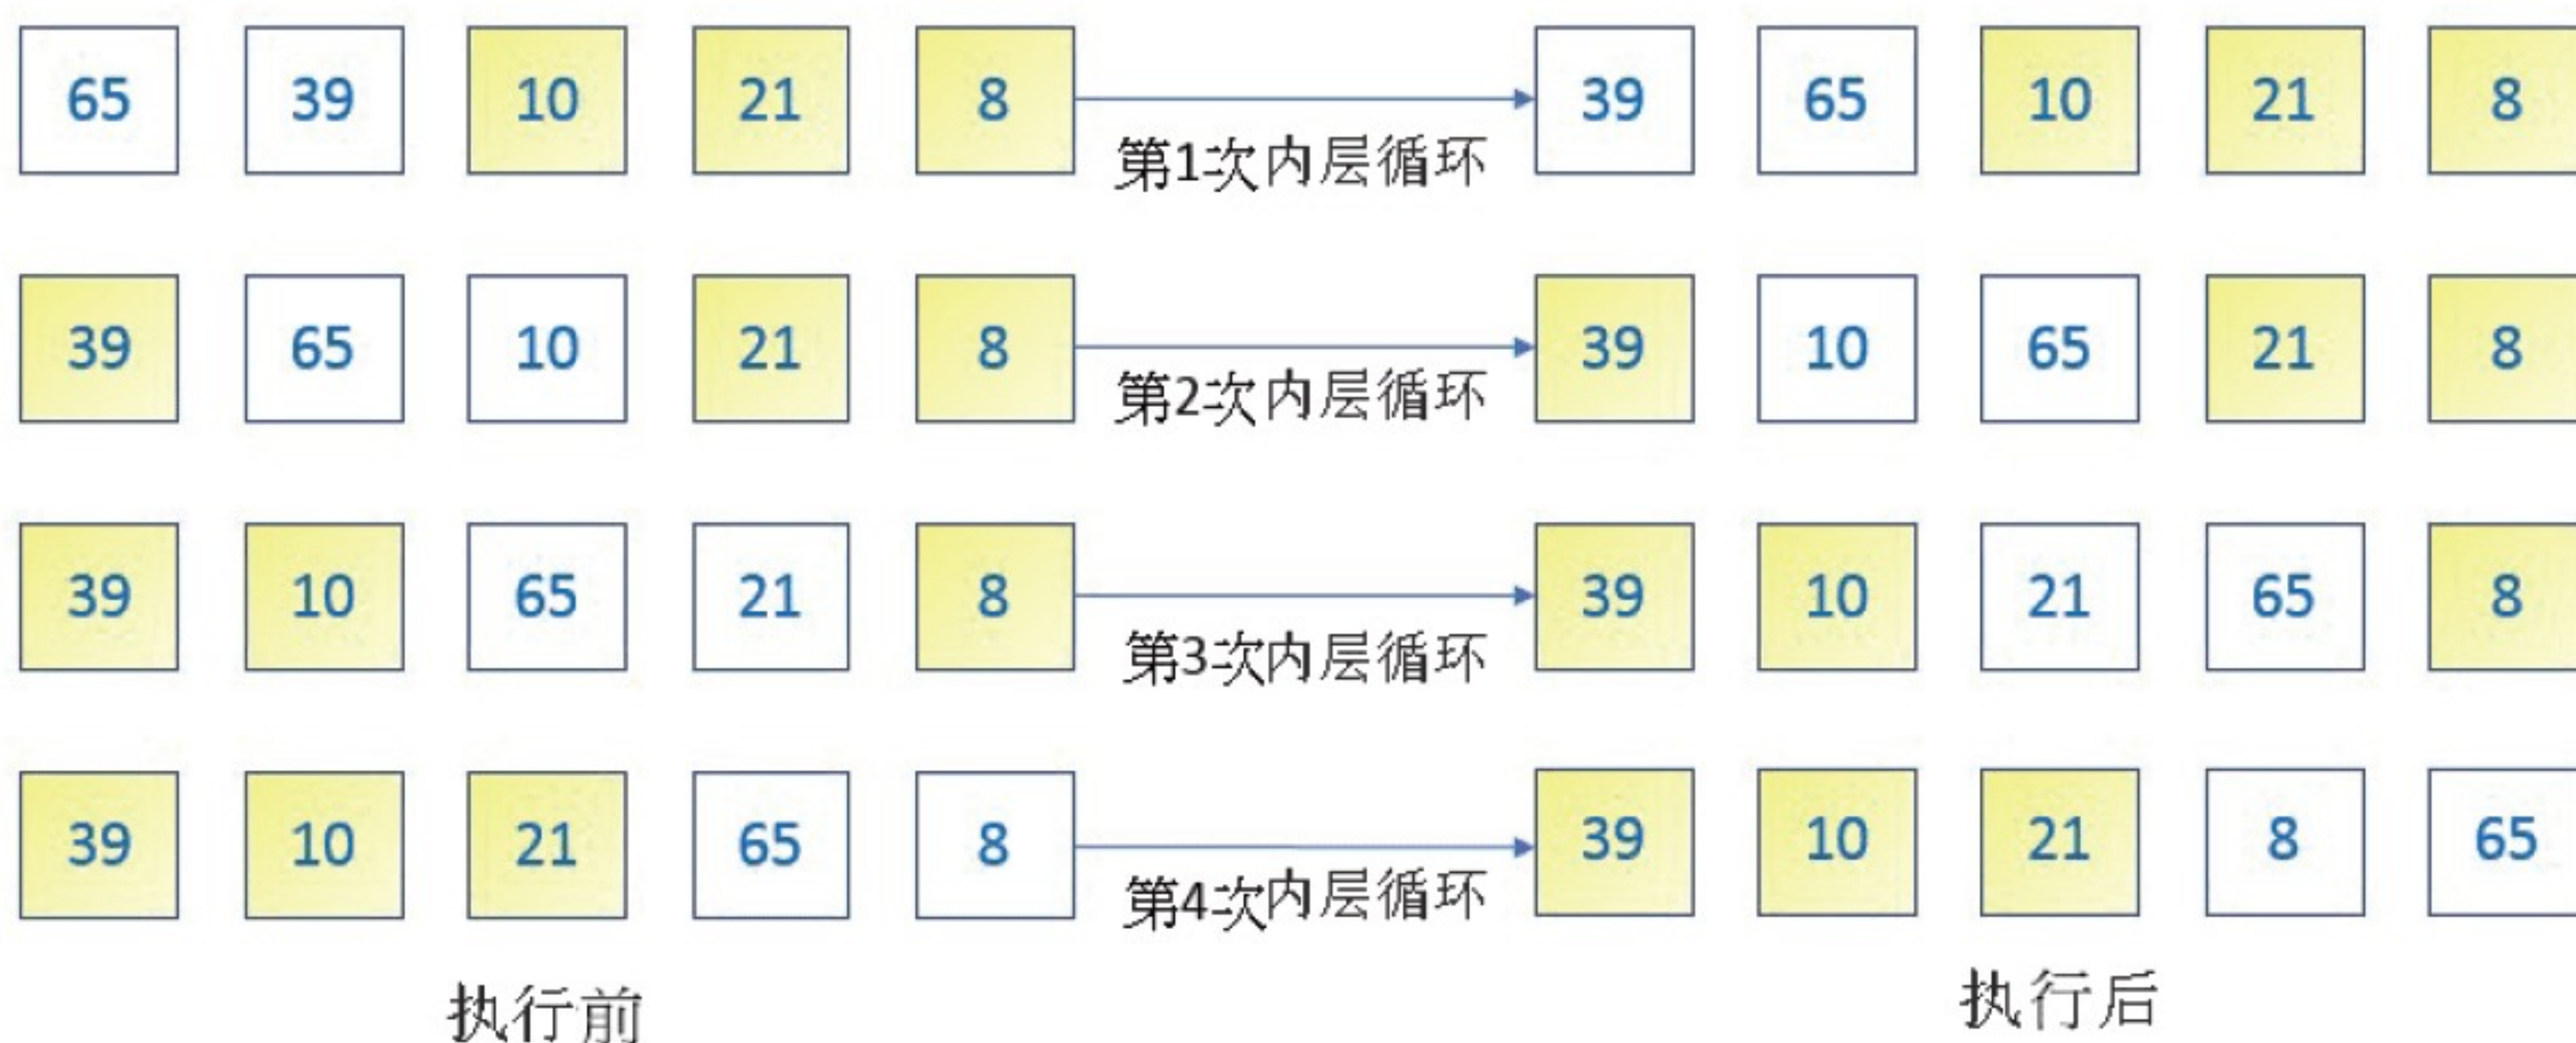 65 39 10 21 8 第1次内层循环 39 65 10 21 8
39 65 10 21 8 第2次内层循环 39 10 65 21 8
39 10 65 21 8 第3次内层循环 39 10 21 65 8
39 10 21 65 8 第4次内层循环 39 10 21 8 65
执行前 执行后